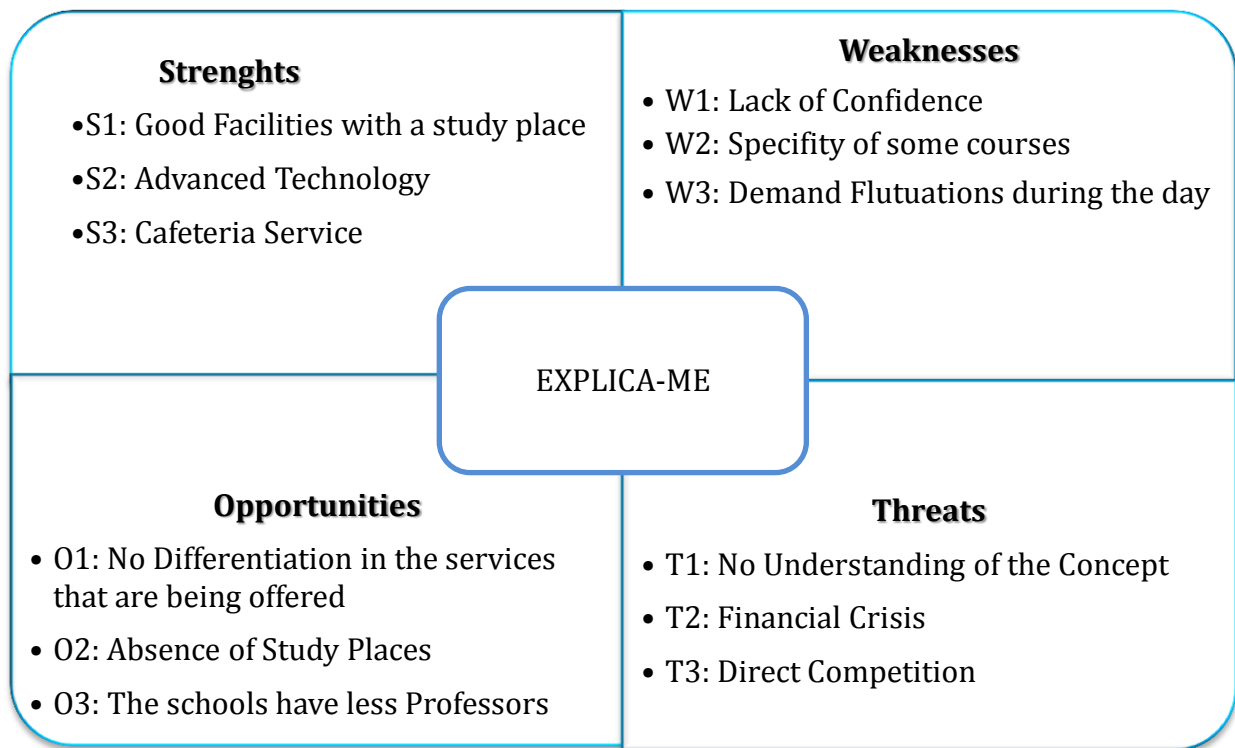 Strenghts
•S1: Good Facilities with a study place
•S2: Advanced Technology
•S3: Cafeteria Service
Weaknesses
• W1: Lack of Confidence
• W2: Specifity of some courses
• W3: Demand Flutuations during the day
EXPLICA-ME
Opportunities
• O1: No Differentiation in the services
that are being offered
• O2: Absence of Study Places
• O3: The schools have less Professors
Threats
• T1: No Understanding of the Concept
• T2: Financial Crisis
• T3: Direct Competition